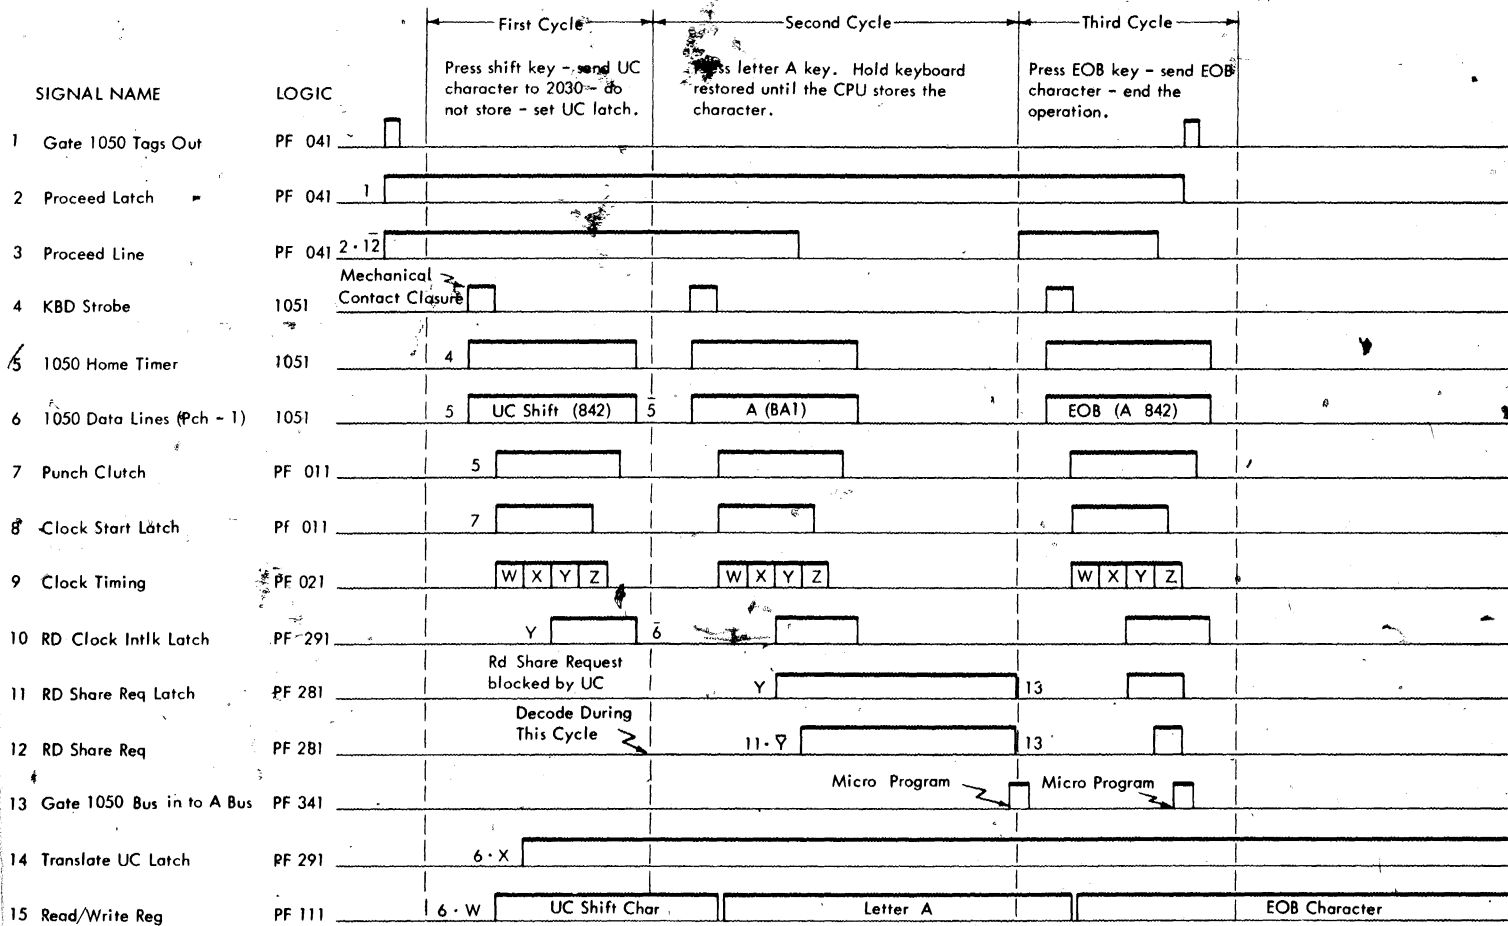 First Cycle Second Cycle Third Cycle
Press shift key - send UC
character to 2030 - do
not store - set UC latch.
Press letter A key. Hold keyboard
restored until the CPU stores the
character.
Press EOB key - send EOB
character - end the
operation.
SIGNAL NAME LOGIC
1 Gate 1050 Tags Out PF 041
2 Proceed Latch PF 041 1
3 Proceed Line PF 041 2 · 1̅2̅
Mechanical
Contact Closure
4 KBD Strobe 1051
5 1050 Home Timer 1051 4
6 1050 Data Lines (Pch - 1) 1051 5 UC Shift (842) 5̅ A (BA1) EOB (A 842)
7 Punch Clutch PF 011 5
8 Clock Start Latch Pf 011 7
9 Clock Timing PF 021 W X Y Z W X Y Z W X Y Z
10 RD Clock Intlk Latch PF 291 Y 6̅
Rd Share Request
blocked by UC
11 RD Share Req Latch PF 281 Y 13
Decode During
This Cycle
12 RD Share Req PF 281 11 · Y̅ 13
Micro Program Micro Program
13 Gate 1050 Bus in to A Bus PF 341
14 Translate UC Latch PF 291 6 · X
15 Read/Write Reg PF 111 6 · W UC Shift Char Letter A EOB Character